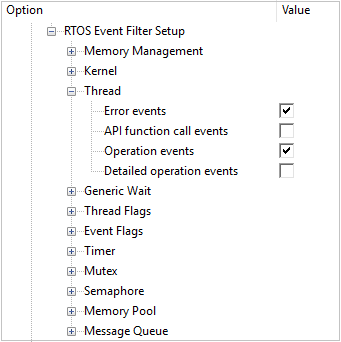 Option Value
RTOS Event Filter Setup
Memory Management
Kernel
Thread
Error events
API function call events
Operation events
Detailed operation events
Generic Wait
Thread Flags
Event Flags
Timer
Mutex
Semaphore
Memory Pool
Message Queue